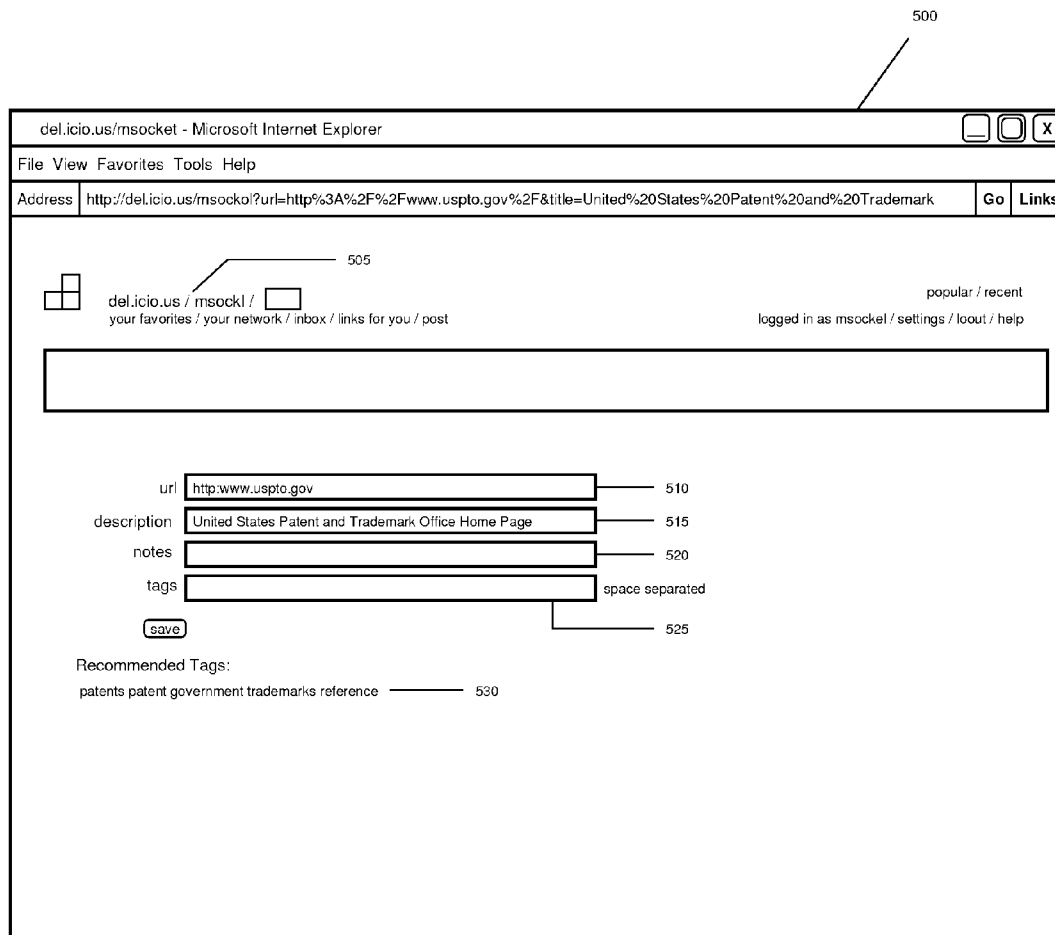 500
del.icio.us/msocket - Microsoft Internet Explorer
X
File View Favorites Tools Help
Address http://del.icio.us/msockol?url=http%3A%2F%2Fwww.uspto.gov%2F&title=United%20States%20Patent%20and%20Trademark Go Links
505
del.icio.us / msockl /
popular / recent
your favorites / your network / inbox / links for you / post
logged in as msockel / settings / loout / help
url http:www.uspto.gov 510
description United States Patent and Trademark Office Home Page 515
notes 520
tags space separated
save 525
Recommended Tags:
patents patent government trademarks reference 530